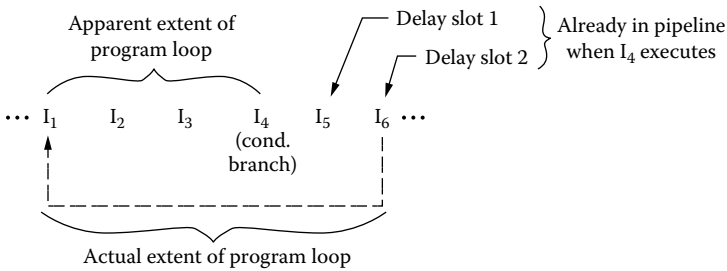 Apparent extent of
program loop
Delay slot 1
Delay slot 2
Already in pipeline
when I₄ executes
... I₁ I₂ I₃ I₄ I₅ I₆ ...
(cond.
branch)
Actual extent of program loop